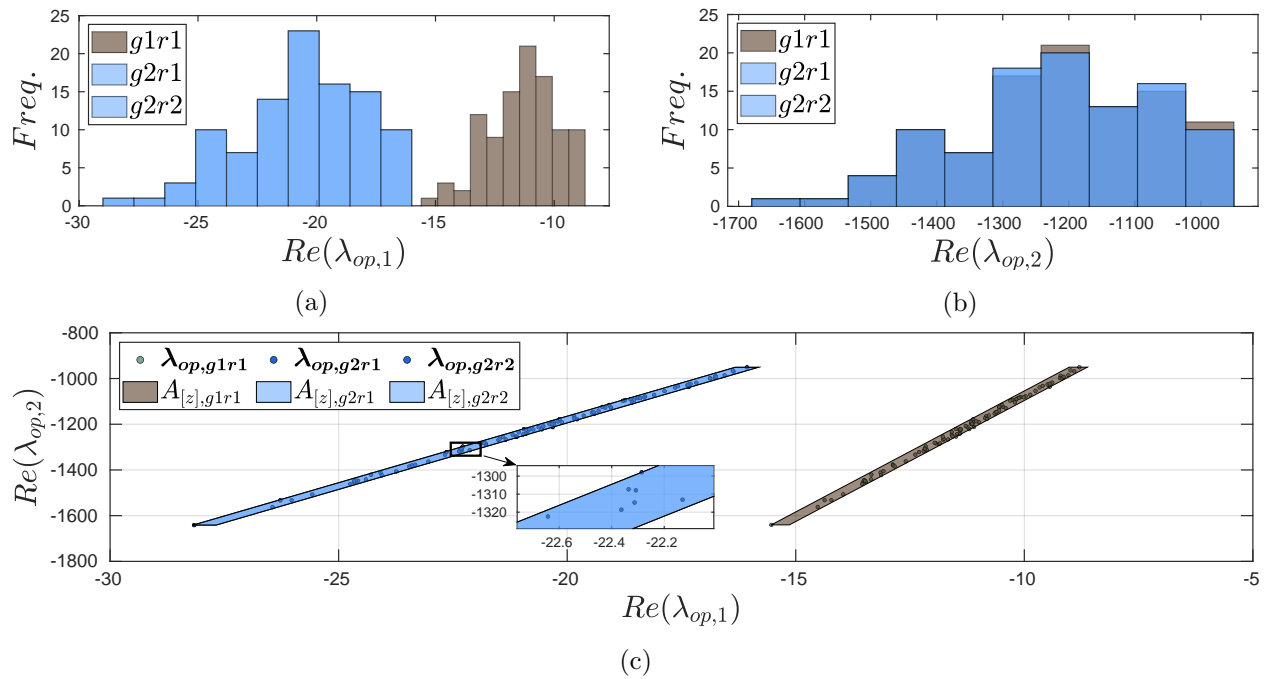 25
20
15
10
5
0
Freq.
g1r1
g2r1
g2r2
-30 -25 -20 -15 -10
Re(λop,1)
(a)
25
20
15
10
5
0
Freq.
g1r1
g2r1
g2r2
-1700 -1600 -1500 -1400 -1300 -1200 -1100 -1000
Re(λop,2)
(b)
-800
-1000
-1200
-1400
-1600
-1800
Re(λop,2)
λop,g1r1 λop,g2r1 λop,g2r2
A[z],g1r1 A[z],g2r1 A[z],g2r2
-1300
-1310
-1320
-22.6 -22.4 -22.2
-30 -25 -20 -15 -10 -5
Re(λop,1)
(c)